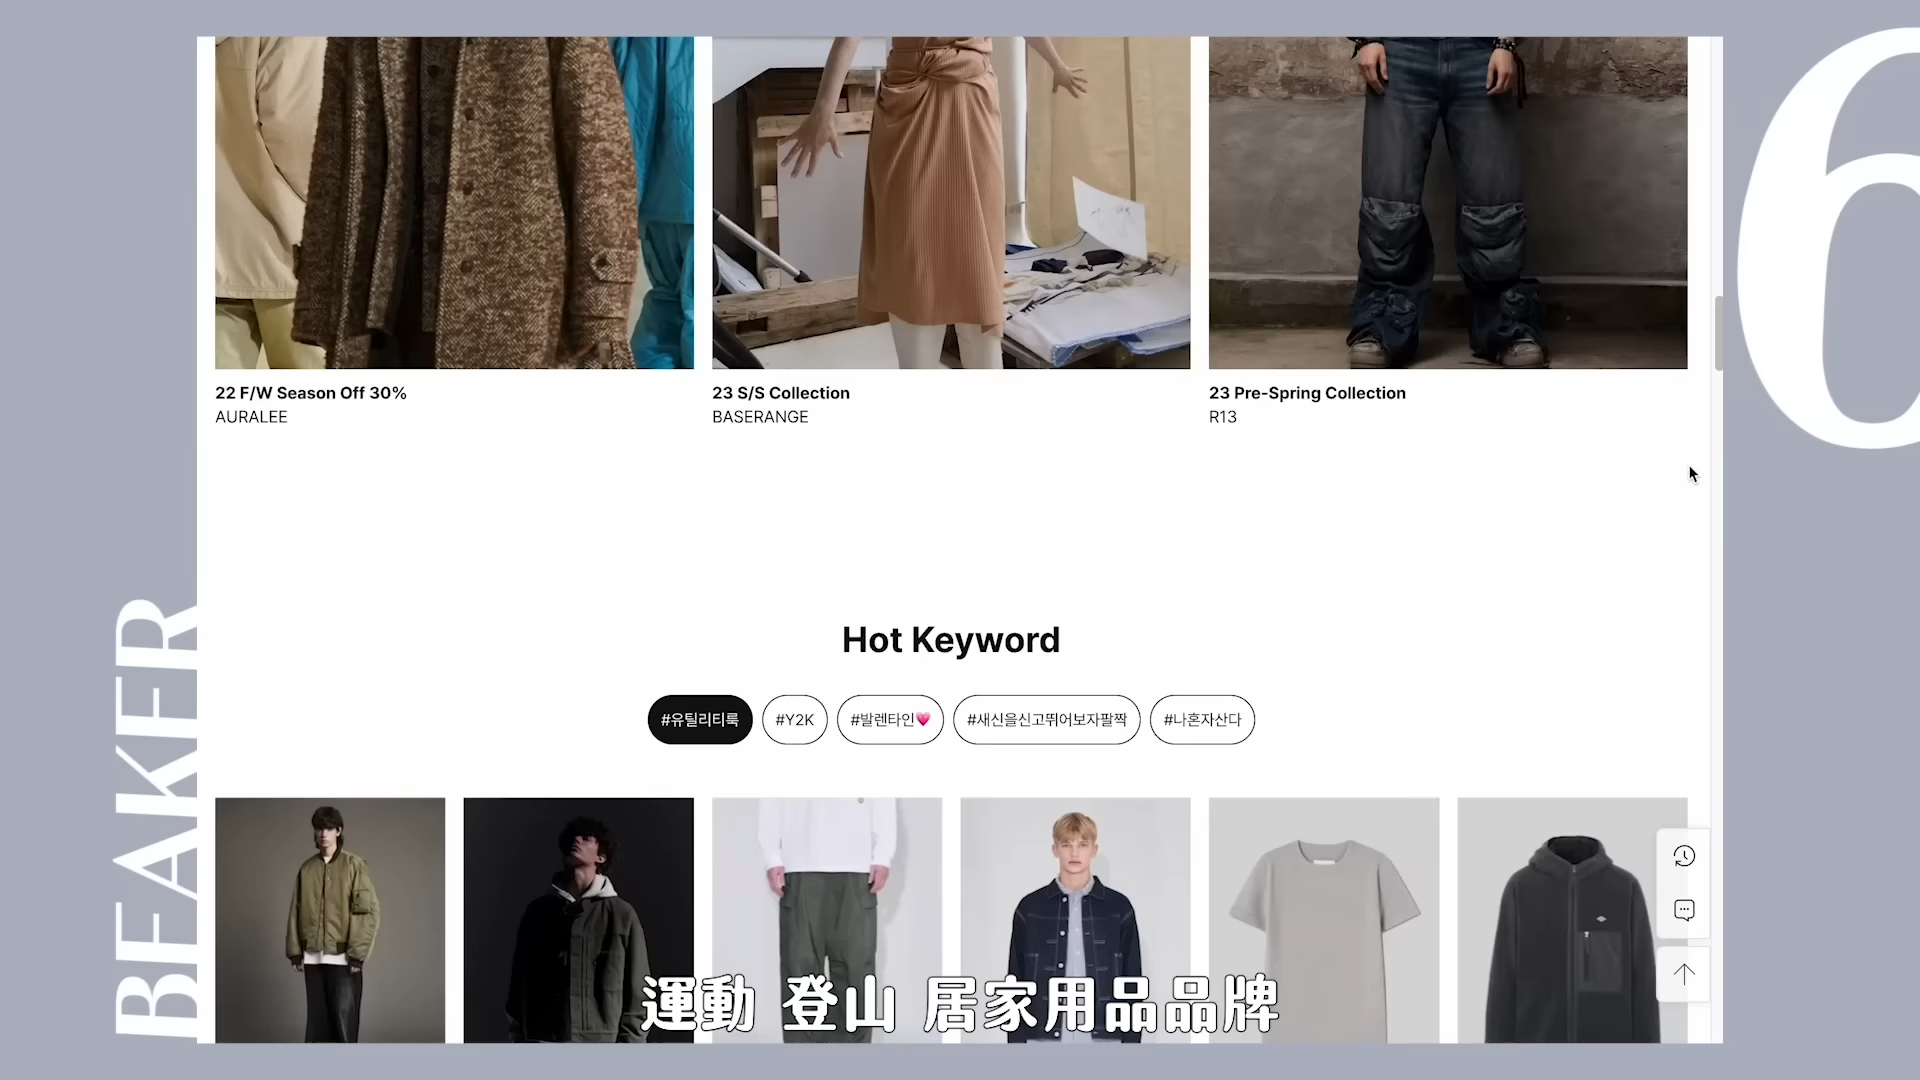 6
22 F/W Season Off 30%
AURALEE
23 S/S Collection
BASERANGE
23 Pre-Spring Collection
R13
BEAKER
Hot Keyword
#유틸리티룩
#Y2K
#발렌타인💗
#새신을신고뛰어보자팔짝
#나혼자산다
運動 登山 居家用品品牌